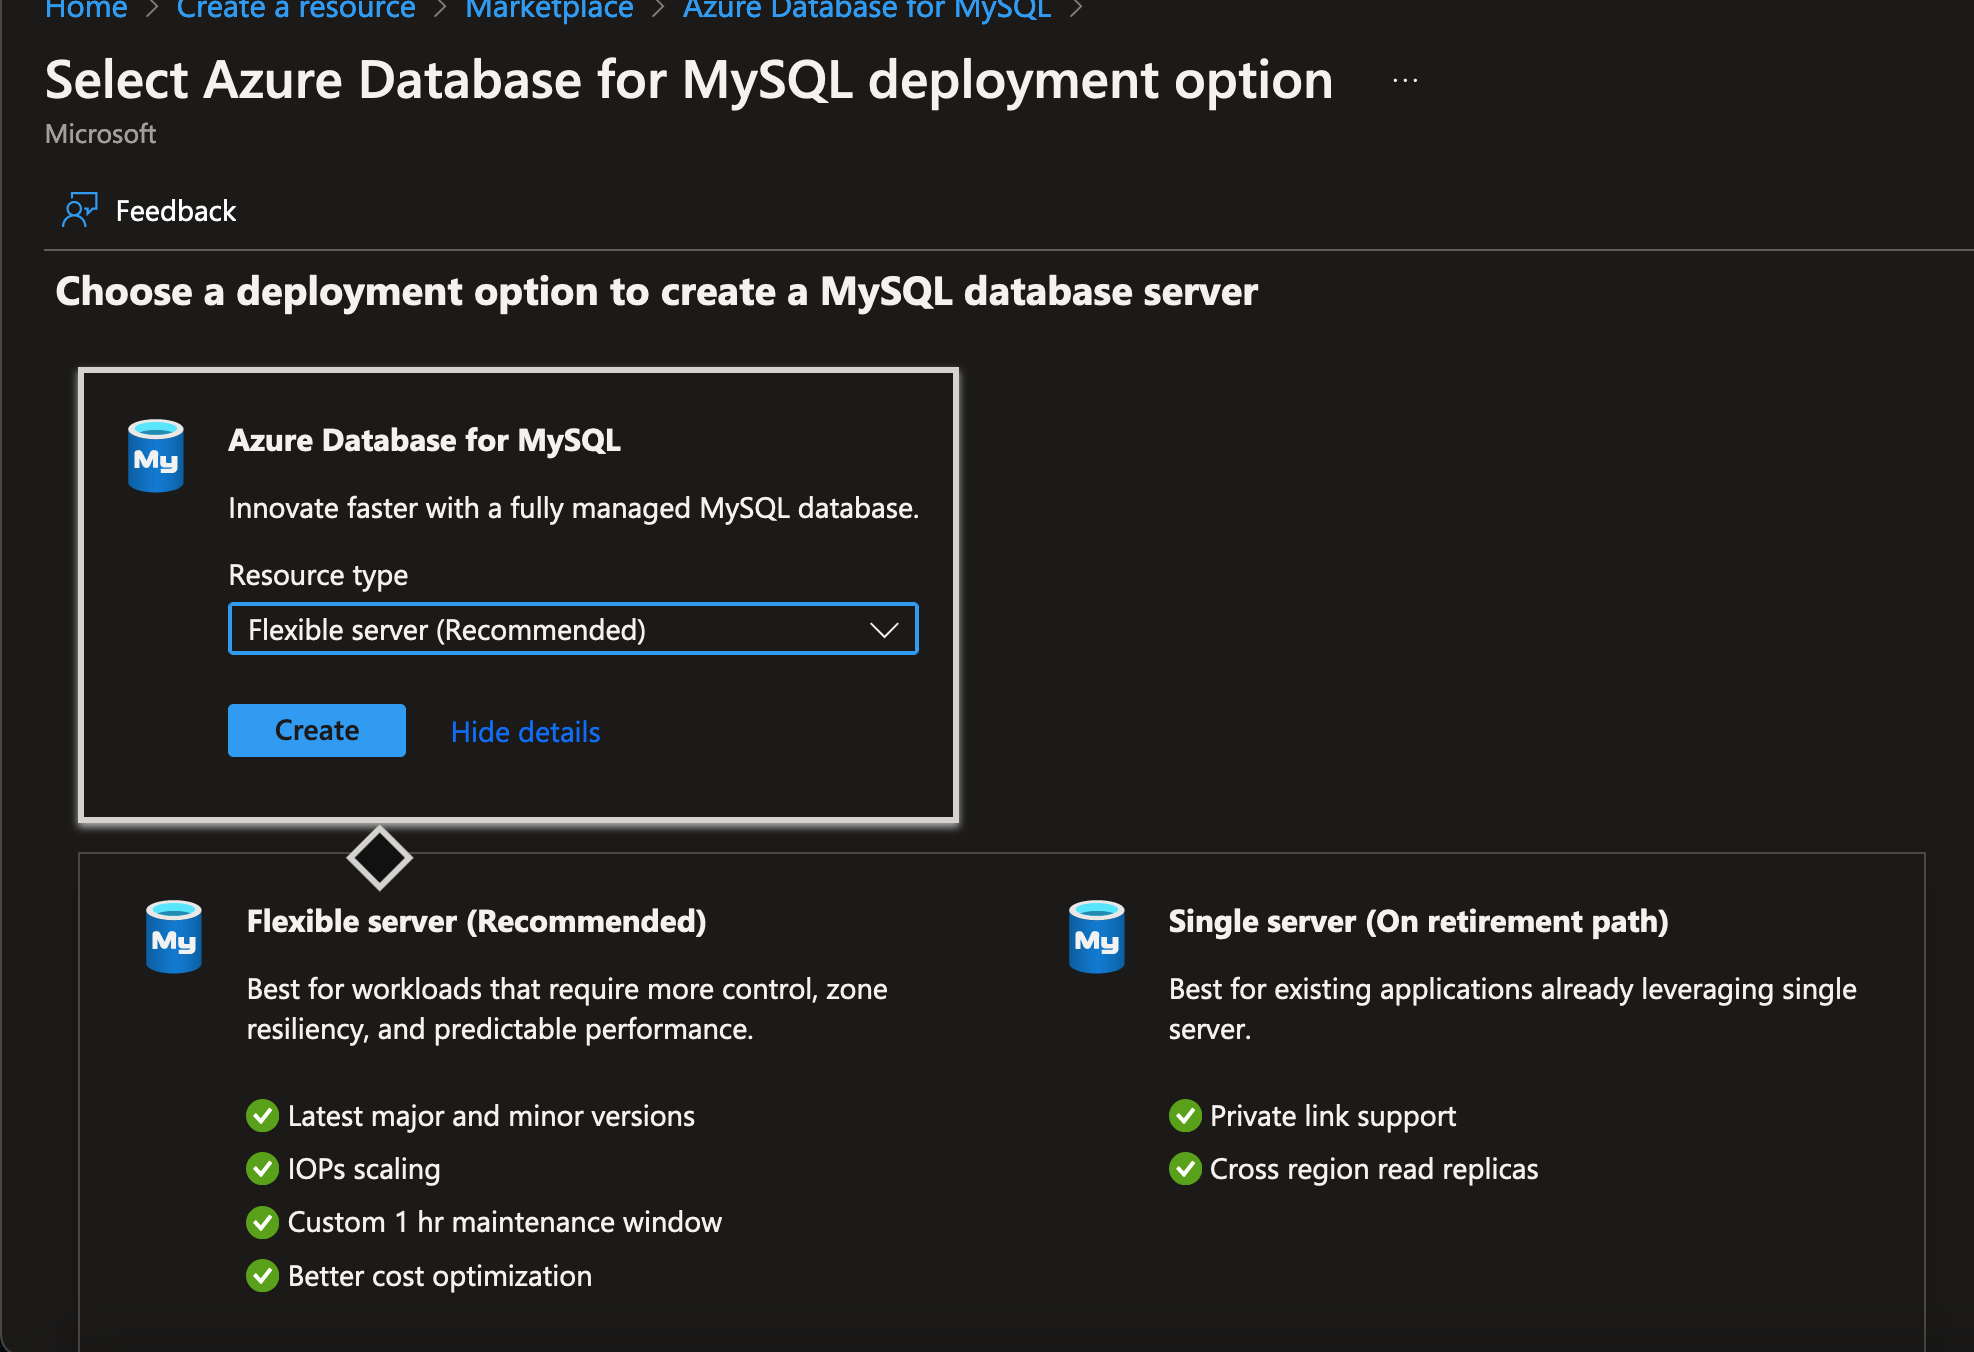 Home > Create a resource > Marketplace > Azure Database for MySQL >
Select Azure Database for MySQL deployment option ...
Microsoft
Feedback
Choose a deployment option to create a MySQL database server
My
Azure Database for MySQL
Innovate faster with a fully managed MySQL database.
Resource type
Flexible server (Recommended)
Create
Hide details
My
Flexible server (Recommended)
Best for workloads that require more control, zone
resiliency, and predictable performance.
Latest major and minor versions
IOPs scaling
Custom 1 hr maintenance window
Better cost optimization
My
Single server (On retirement path)
Best for existing applications already leveraging single
server.
Private link support
Cross region read replicas